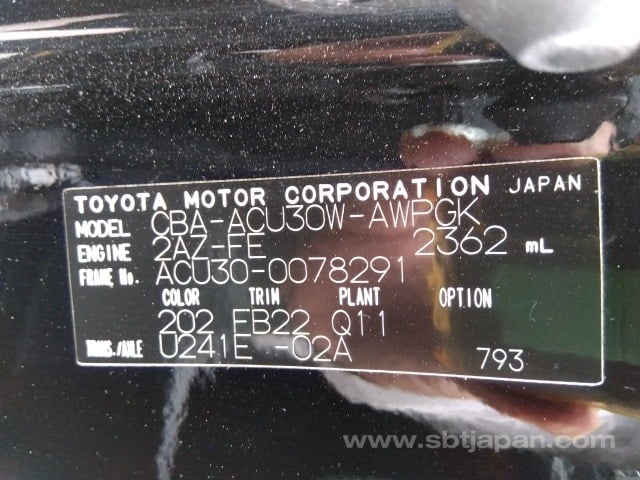 TOYOTA MOTOR CORPORATION JAPAN
MODEL CBA-ACU30W-AWPGK
ENGINE 2AZ-FE 2362 mL
FRAME No. ACU30-0078291
COLOR TRIM PLANT OPTION
202 EB22 Q11
TRANS./AXLE U241E -02A 793
www.sbtjapan.com